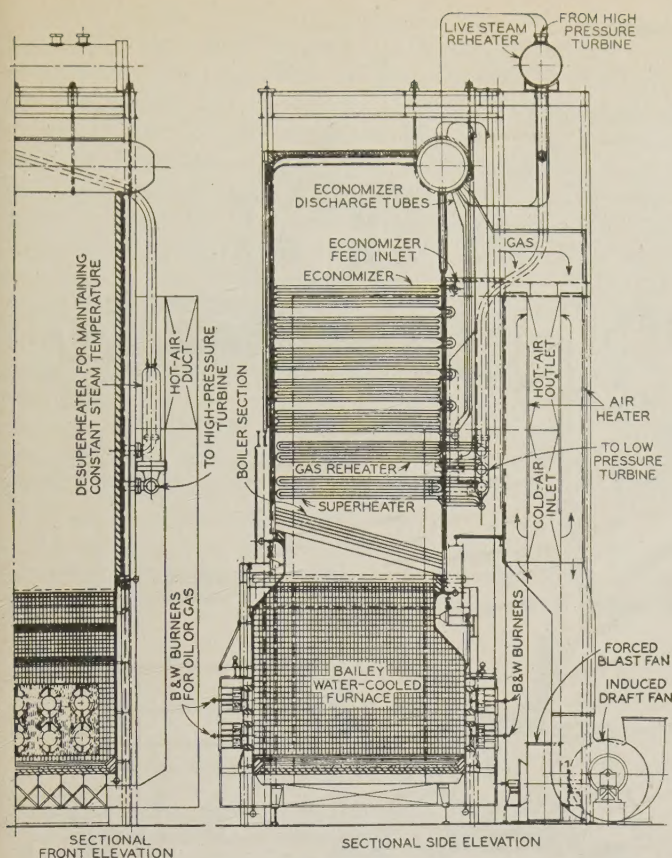 LIVE STEAM
REHEATER
FROM HIGH
PRESSURE
TURBINE
ECONOMIZER
DISCHARGE TUBES
ECONOMIZER
FEED INLET
ECONOMIZER
GAS
DESUPERHEATER FOR MAINTAINING
CONSTANT STEAM TEMPERATURE
HOT-AIR
DUCT
TO HIGH-PRESSURE
TURBINE
BOILER SECTION
HOT-AIR
OUTLET
AIR
HEATER
GAS REHEATER
SUPERHEATER
TO LOW
PRESSURE
TURBINE
COLD-AIR
INLET
B&W BURNERS
FOR OIL OR GAS
BAILEY
WATER-COOLED
FURNACE
B&W BURNERS
FORCED
BLAST FAN
INDUCED
DRAFT FAN
SECTIONAL
FRONT ELEVATION
SECTIONAL SIDE ELEVATION